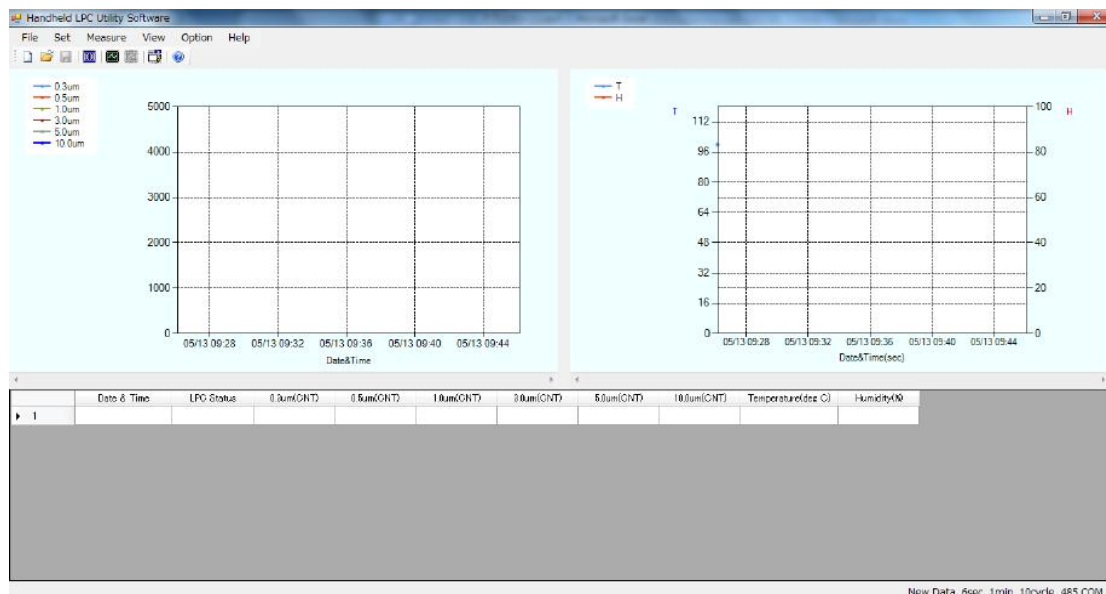 Handheld LPC Utility Software
File Set Measure View Option Help
0.3um
0.5um
1.0um
3.0um
5.0um
10.0um
5000
4000
3000
2000
1000
0
05/13 09:28 05/13 09:32 05/13 09:36 05/13 09:40 05/13 09:44
Date&Time
T
H
T
H
112
96
80
64
48
32
16
0
100
80
60
40
20
0
05/13 09:28 05/13 09:32 05/13 09:36 05/13 09:40 05/13 09:44
Date&Time(sec)
Date & Time LPC Status 0.3um(CNT) 0.5um(CNT) 1.0um(CNT) 3.0um(CNT) 5.0um(CNT) 10.0um(CNT) Temperature(deg C) Humidity(%)
1
New Data, 6sec, 1min, 10cycle, 485 COM